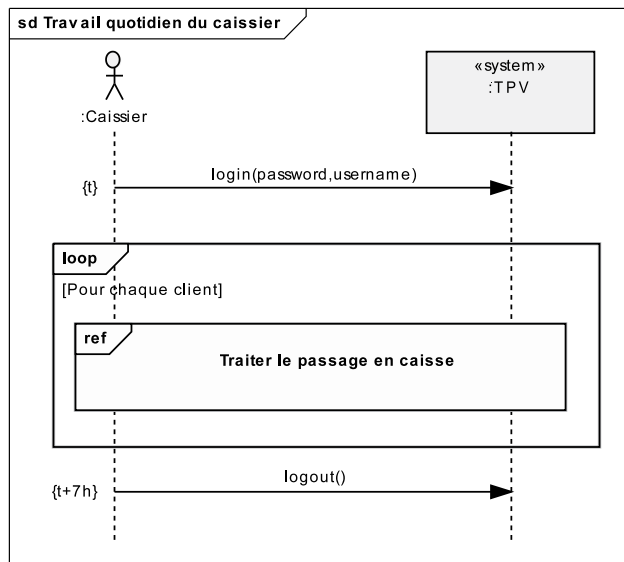 sd Travail quotidien du caissier
«system»
:TPV
:Caissier
{t}
login(password,username)
loop
[Pour chaque client]
ref
Traiter le passage en caisse
{t+7h}
logout()